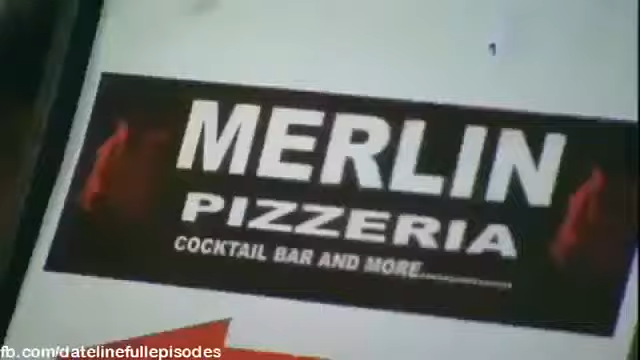 MERLIN
PIZZERIA
COCKTAIL BAR AND MORE..................
fb.com/datelinefullepisodes